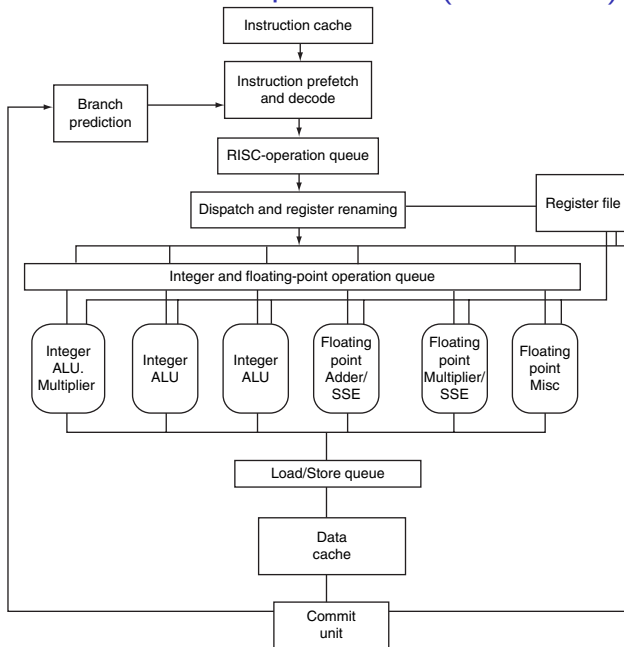 Instruction cache
Instruction prefetch
and decode
Branch
prediction
RISC-operation queue
Dispatch and register renaming
Register file
Integer and floating-point operation queue
Integer
ALU.
Multiplier
Integer
ALU
Integer
ALU
Floating
point
Adder/
SSE
Floating
point
Multiplier/
SSE
Floating
point
Misc
Load/Store queue
Data
cache
Commit
unit